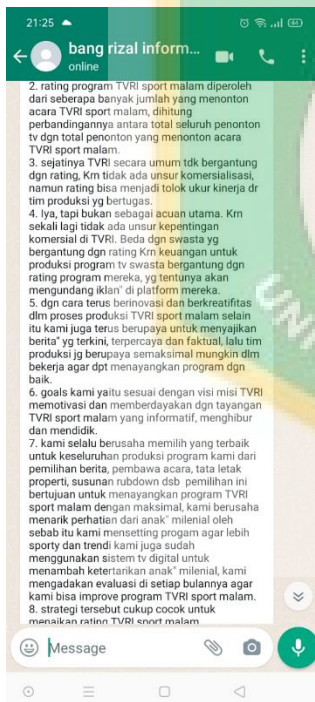 21:25
bang rizal inform...
online
2. rating program TVRI sport malam diperoleh
dari seberapa banyak jumlah yang menonton
acara TVRI sport malam, dihitung
perbandingannya antara total seluruh penonton
tv dgn total penonton yang menonton acara
TVRI sport malam.
3. sejatinya TVRI secara umum tdk bergantung
dgn rating, Krn tidak ada unsur komersialisasi,
namun rating bisa menjadi tolok ukur kinerja dr
tim produksi yg bertugas.
4. Iya, tapi bukan sebagai acuan utama. Krn
sekali lagi tidak ada unsur kepentingan
komersial di TVRI. Beda dgn swasta yg
bergantung dgn rating Krn keuangan untuk
produksi program tv swasta bergantung dgn
rating program mereka, yg tentunya akan
mengundang iklan" di platform mereka.
5. dgn cara terus berinovasi dan berkreatifitas
dlm proses produksi TVRI sport malam selain
itu kami juga terus berupaya untuk menyajikan
berita" yg terkini, terpercaya dan faktual, lalu tim
produksi jg berupaya semaksimal mungkin dlm
bekerja agar dpt menayangkan program dgn
baik.
6. goals kami yaitu sesuai dengan visi misi TVRI
memotivasi dan memberdayakan dgn tayangan
TVRI sport malam yang informatif, menghibur
dan mendidik.
7. kami selalu berusaha memilih yang terbaik
untuk keseluruhan produksi program kami dari
pemilihan berita, pembawa acara, tata letak
properti, susunan rubdown dsb pemilihan ini
bertujuan untuk menayangkan program TVRI
sport malam dengan maksimal, kami berusaha
menarik perhatian dari anak" milenial oleh
sebab itu kami mensetting progam agar lebih
sporty dan trendi kami juga sudah
menggunakan sistem tv digital untuk
menambah ketertarikan anak" milenial, kami
mengadakan evaluasi di setiap bulannya agar
kami bisa improve program TVRI sport malam.
8. strategi tersebut cukup cocok untuk
menaikan rating TVRI sport malam
Message